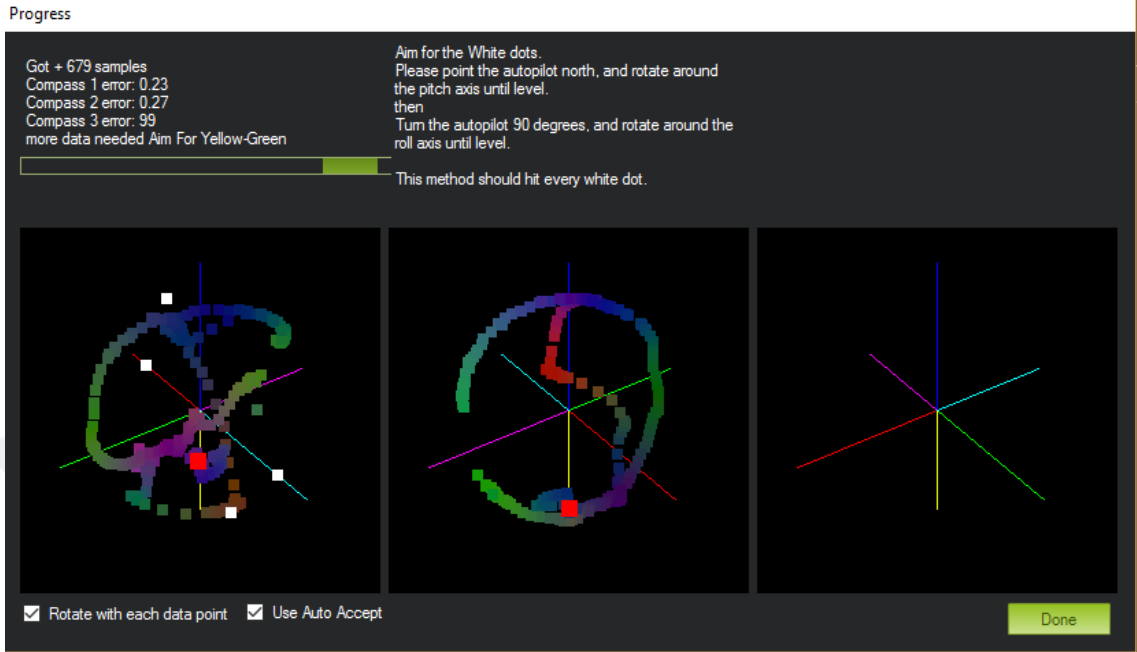 Progress
Got + 679 samples
Compass 1 error: 0.23
Compass 2 error: 0.27
Compass 3 error: 99
more data needed Aim For Yellow-Green
Aim for the White dots.
Please point the autopilot north, and rotate around
the pitch axis until level.
then
Turn the autopilot 90 degrees, and rotate around the
roll axis until level.
This method should hit every white dot.
Rotate with each data point
Use Auto Accept
Done